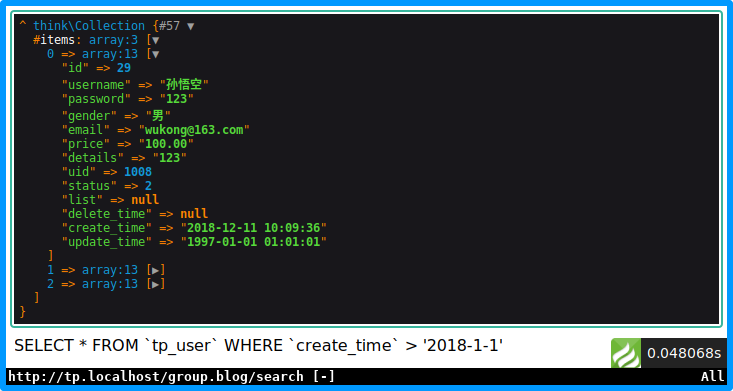 ^ think\Collection {#57 ▼
#items: array:3 [▼
0 => array:13 [▼
"id" => 29
"username" => "孙悟空"
"password" => "123"
"gender" => "男"
"email" => "wukong@163.com"
"price" => "100.00"
"details" => "123"
"uid" => 1008
"status" => 2
"list" => null
"delete_time" => null
"create_time" => "2018-12-11 10:09:36"
"update_time" => "1997-01-01 01:01:01"
]
1 => array:13 [▶]
2 => array:13 [▶]
]
}
SELECT * FROM `tp_user` WHERE `create_time` > '2018-1-1'
0.048068s
http://tp.localhost/group.blog/search [-] All